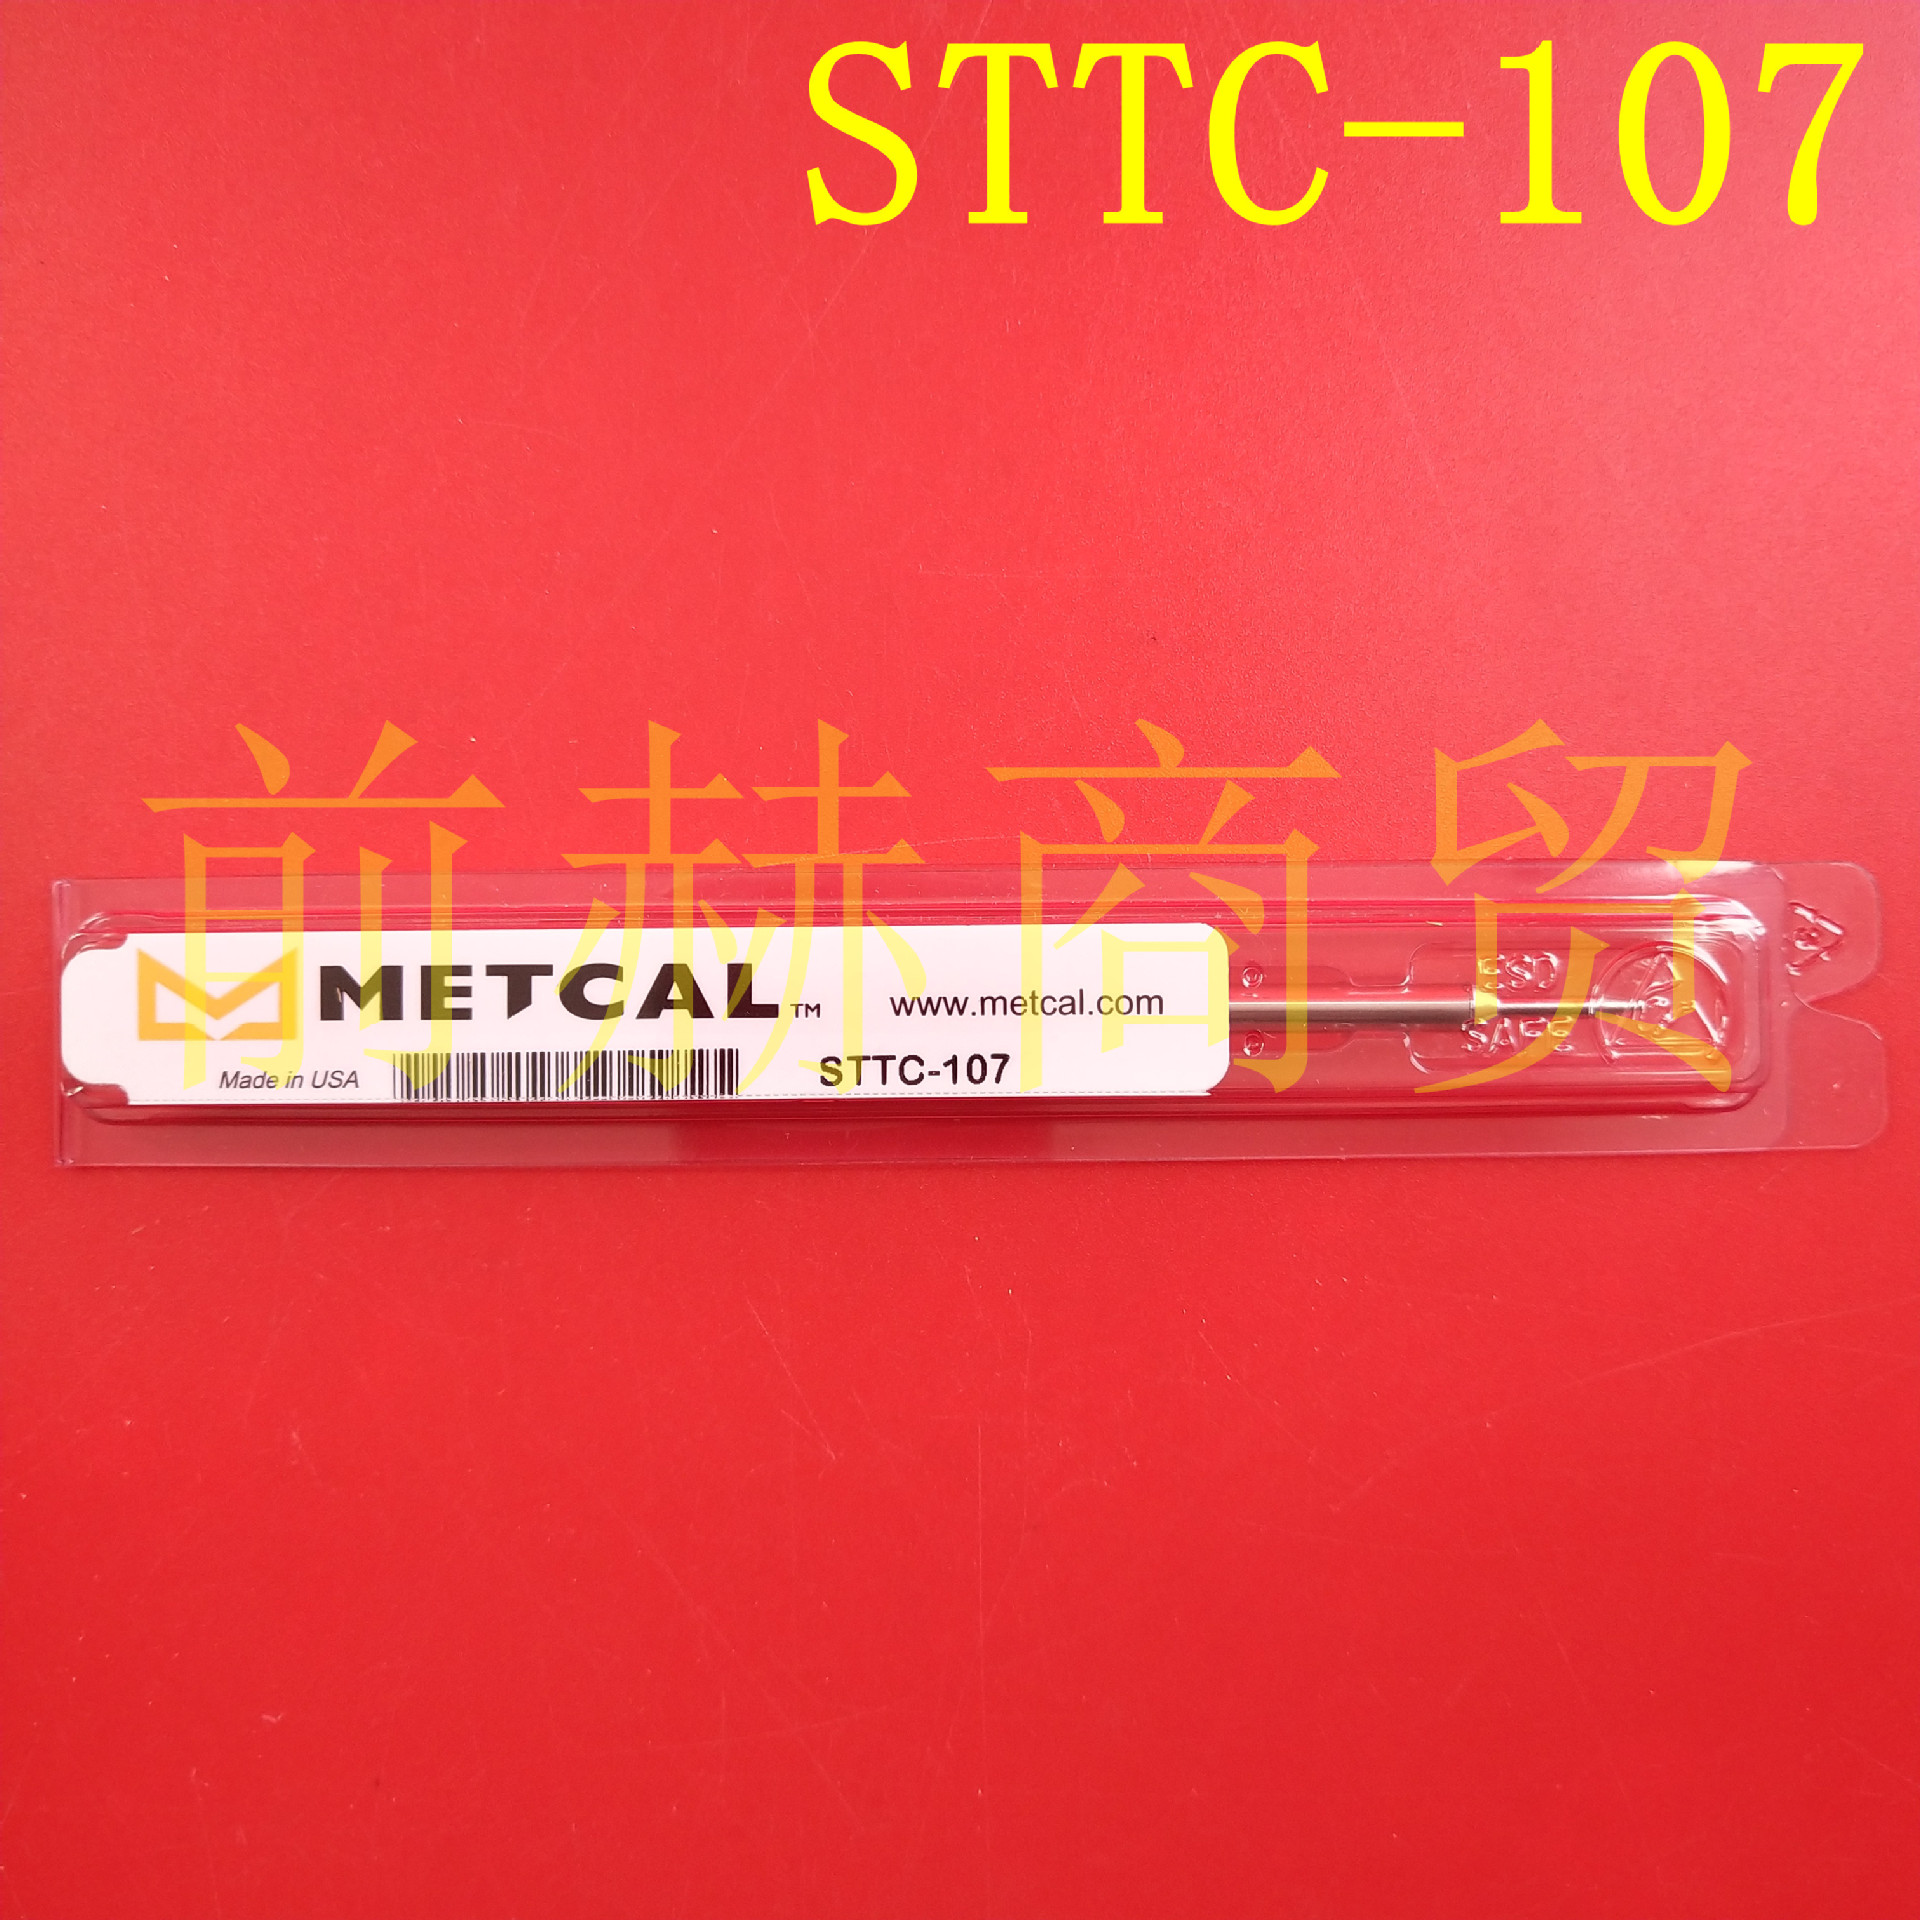 STTC-107
前赫商贸
METCAL™ www.metcal.com
Made in USA STTC-107
ESD
SAFE